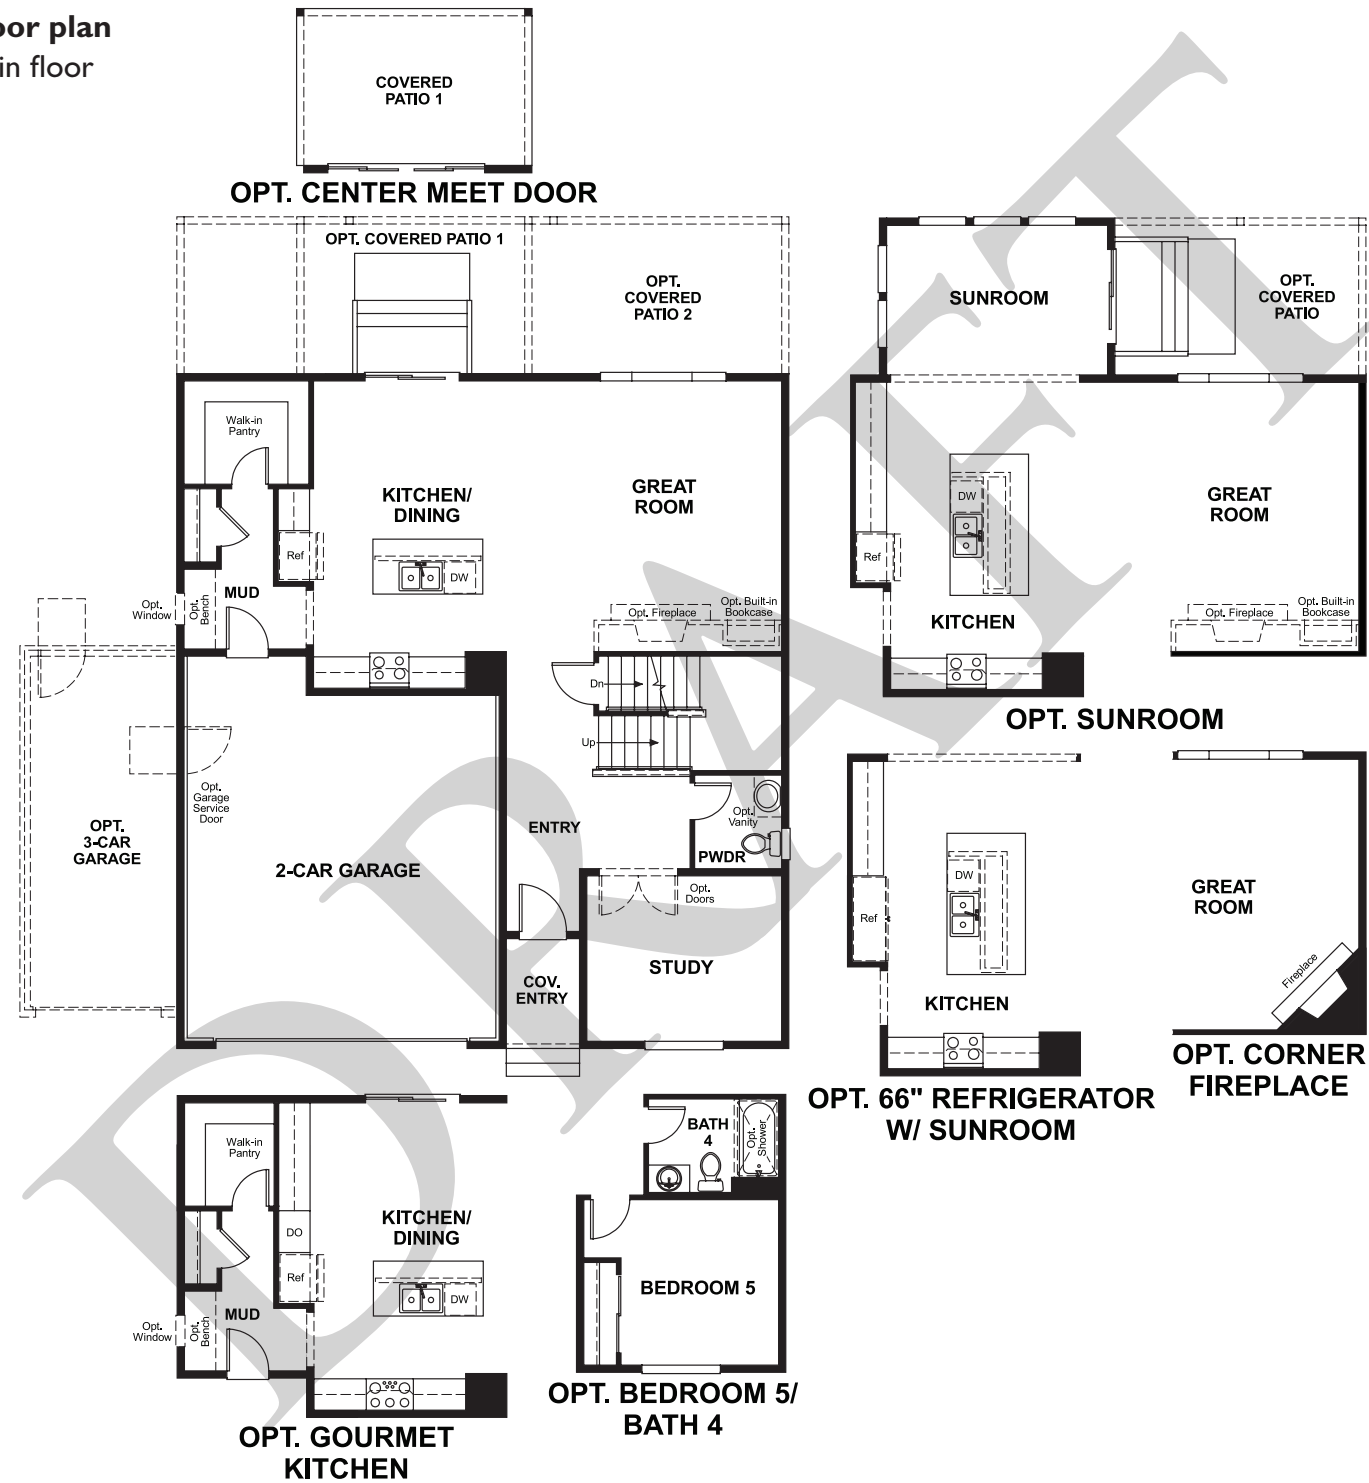 oor plan
in floor
COVERED
PATIO 1
OPT. CENTER MEET DOOR
OPT. COVERED PATIO 1
OPT.
COVERED
PATIO 2
Walk-in
Pantry
KITCHEN/
DINING
GREAT
ROOM
Ref
DW
MUD
Opt.
Window
Opt.
Bench
Opt. Fireplace
Opt. Built-in
Bookcase
Dn
Up
Opt.
Garage
Service
Door
OPT.
3-CAR
GARAGE
2-CAR GARAGE
ENTRY
Opt.
Vanity
PWDR
Opt.
Doors
STUDY
COV.
ENTRY
SUNROOM
OPT.
COVERED
PATIO
DW
Ref
GREAT
ROOM
KITCHEN
Opt. Fireplace
Opt. Built-in
Bookcase
OPT. SUNROOM
DW
Ref
KITCHEN
OPT. 66" REFRIGERATOR
W/ SUNROOM
GREAT
ROOM
Fireplace
OPT. CORNER
FIREPLACE
Walk-in
Pantry
DO
Ref
KITCHEN/
DINING
DW
MUD
Opt.
Window
Opt.
Bench
OPT. GOURMET
KITCHEN
BATH
4
Opt.
Shower
BEDROOM 5
OPT. BEDROOM 5/
BATH 4
DRAFT